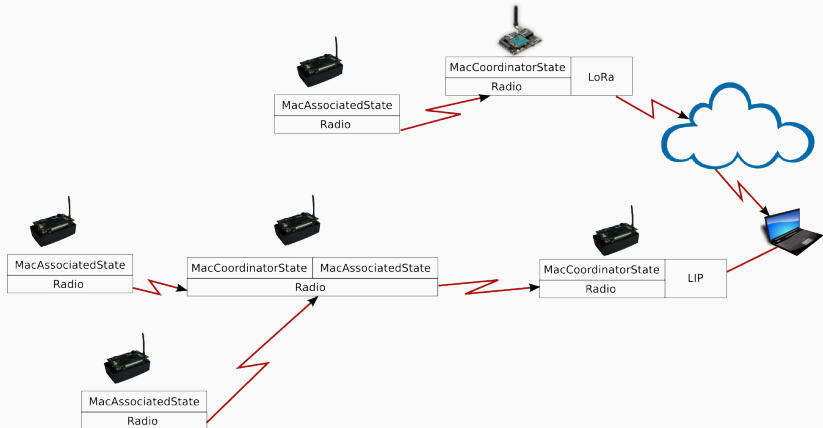 MacCoordinatorState
LoRa
Radio
MacAssociatedState
Radio
MacAssociatedState
Radio
MacCoordinatorState
MacAssociatedState
Radio
MacCoordinatorState
LIP
Radio
MacAssociatedState
Radio